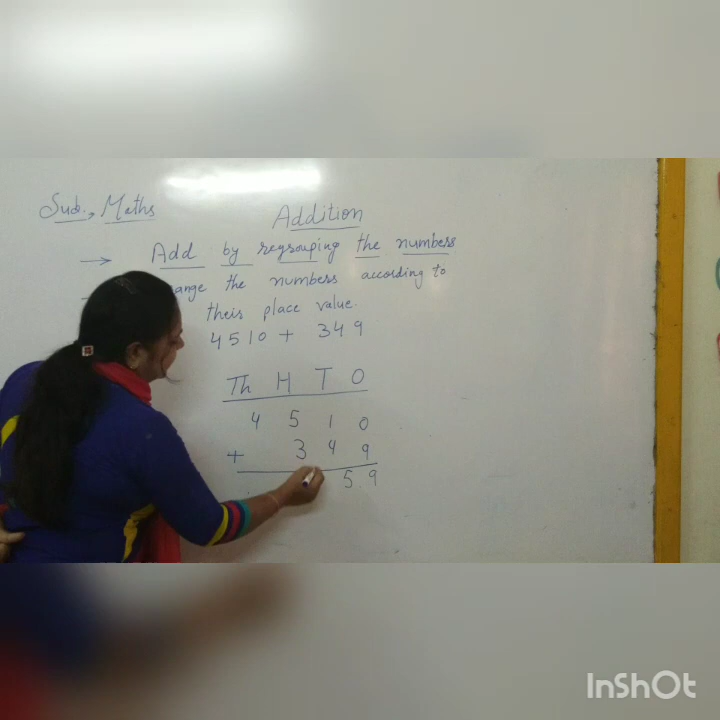 Sub., Maths
Addition
→ Add by regrouping the numbers
ange the numbers according to
their place value.
4510 + 349
Th H T O
4 5 1 0
+ 3 4 9
5 9
InShOt